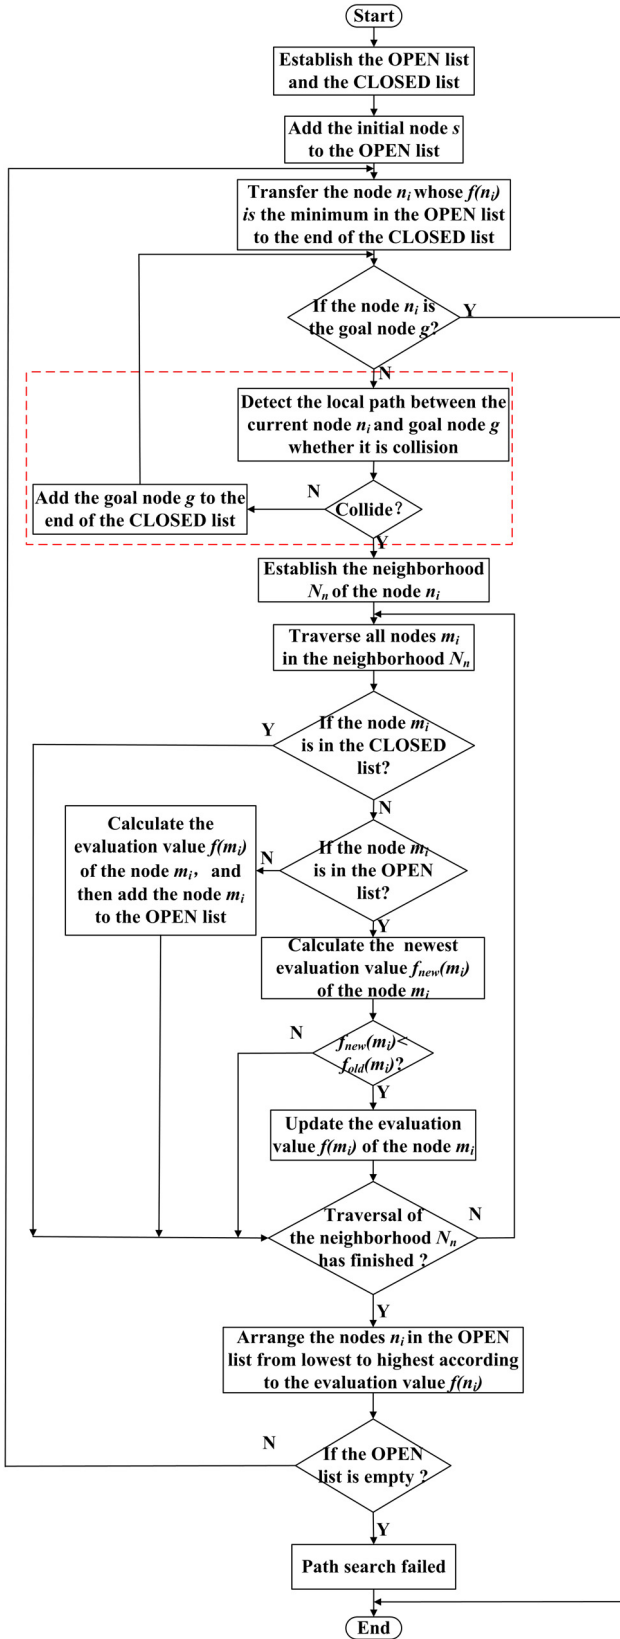 Start
Establish the OPEN list
and the CLOSED list
Add the initial node s
to the OPEN list
Transfer the node nᵢ whose f(nᵢ)
is the minimum in the OPEN list
to the end of the CLOSED list
If the node nᵢ is
the goal node g?
Y
N
Detect the local path between the
current node nᵢ and goal node g
whether it is collision
Collide?
N
Add the goal node g to the
end of the CLOSED list
Y
Establish the neighborhood
Nₙ of the node nᵢ
Traverse all nodes mᵢ
in the neighborhood Nₙ
If the node mᵢ
is in the CLOSED
list?
Y
N
If the node mᵢ
is in the OPEN
list?
N
Calculate the
evaluation value f(mᵢ)
of the node mᵢ, and
then add the node mᵢ
to the OPEN list
Y
Calculate the newest
evaluation value fnew(mᵢ)
of the node mᵢ
N
fnew(mᵢ)<
fold(mᵢ)?
Y
Update the evaluation
value f(mᵢ) of the node mᵢ
Traversal of
the neighborhood Nₙ
has finished ?
N
Y
Arrange the nodes nᵢ in the OPEN
list from lowest to highest according
to the evaluation value f(nᵢ)
N
If the OPEN
list is empty ?
Y
Path search failed
End